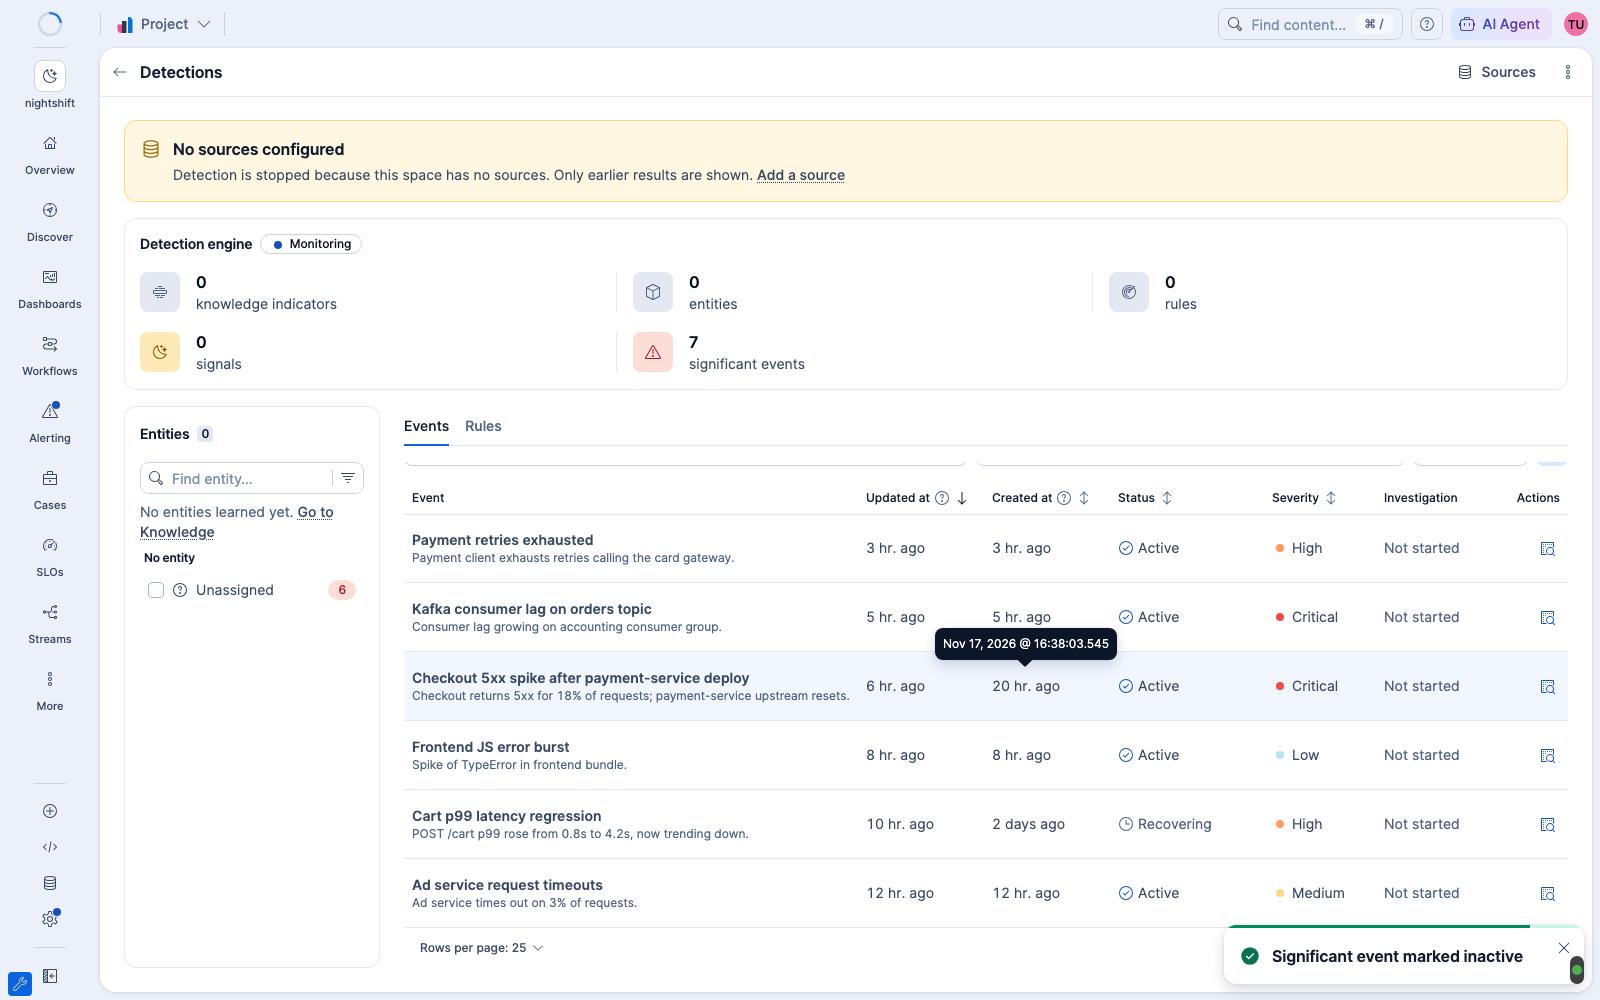 Project
Find content...
⌘ /
AI Agent
TU
nightshift
Overview
Discover
Dashboards
Workflows
Alerting
Cases
SLOs
Streams
More
Detections
Sources
No sources configured
Detection is stopped because this space has no sources. Only earlier results are shown. Add a source
Detection engine
Monitoring
0
knowledge indicators
0
entities
0
rules
0
signals
7
significant events
Entities 0
Find entity...
No entities learned yet. Go to
Knowledge
No entity
Unassigned 6
Events Rules
Event Updated at Created at Status Severity Investigation Actions
Payment retries exhausted
Payment client exhausts retries calling the card gateway.
3 hr. ago 3 hr. ago Active High Not started
Kafka consumer lag on orders topic
Consumer lag growing on accounting consumer group.
5 hr. ago 5 hr. ago Active Critical Not started
Nov 17, 2026 @ 16:38:03.545
Checkout 5xx spike after payment-service deploy
Checkout returns 5xx for 18% of requests; payment-service upstream resets.
6 hr. ago 20 hr. ago Active Critical Not started
Frontend JS error burst
Spike of TypeError in frontend bundle.
8 hr. ago 8 hr. ago Active Low Not started
Cart p99 latency regression
POST /cart p99 rose from 0.8s to 4.2s, now trending down.
10 hr. ago 2 days ago Recovering High Not started
Ad service request timeouts
Ad service times out on 3% of requests.
12 hr. ago 12 hr. ago Active Medium Not started
Rows per page: 25
Significant event marked inactive